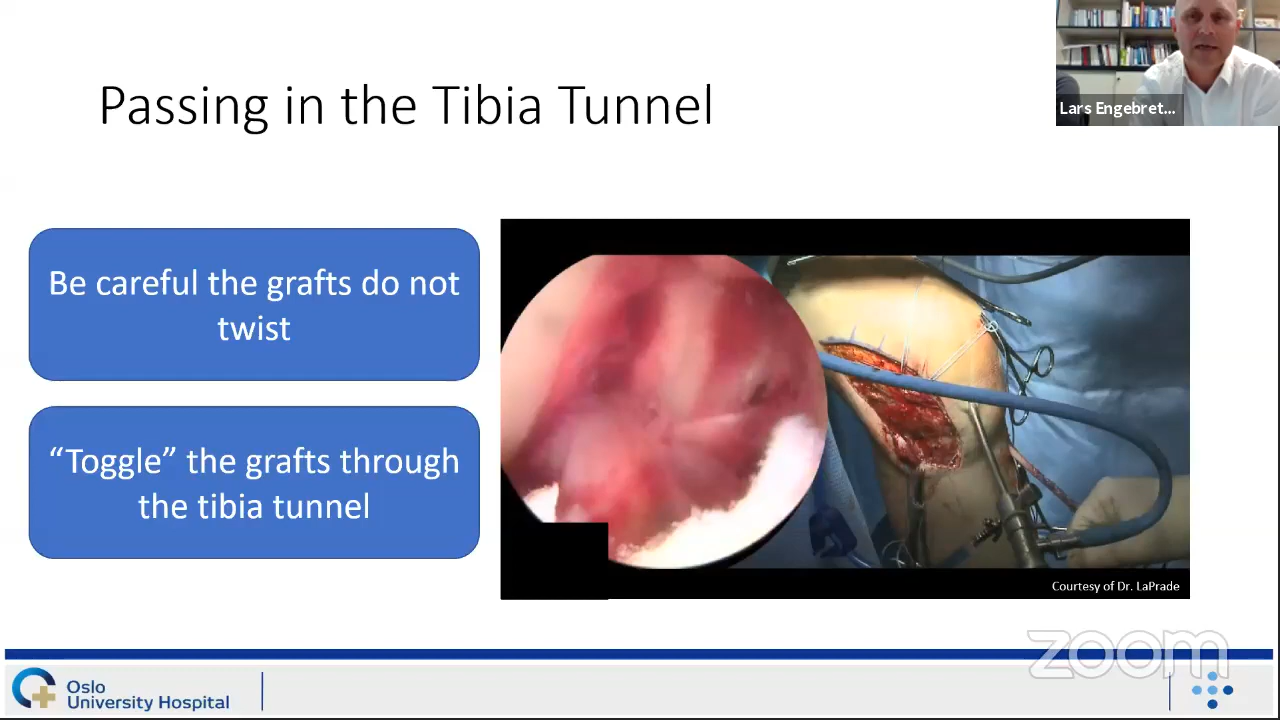 Passing in the Tibia Tunnel
Lars Engebret...
Be careful the grafts do not
twist
“Toggle” the grafts through
the tibia tunnel
Courtesy of Dr. LaPrade
zoom
Oslo
University Hospital